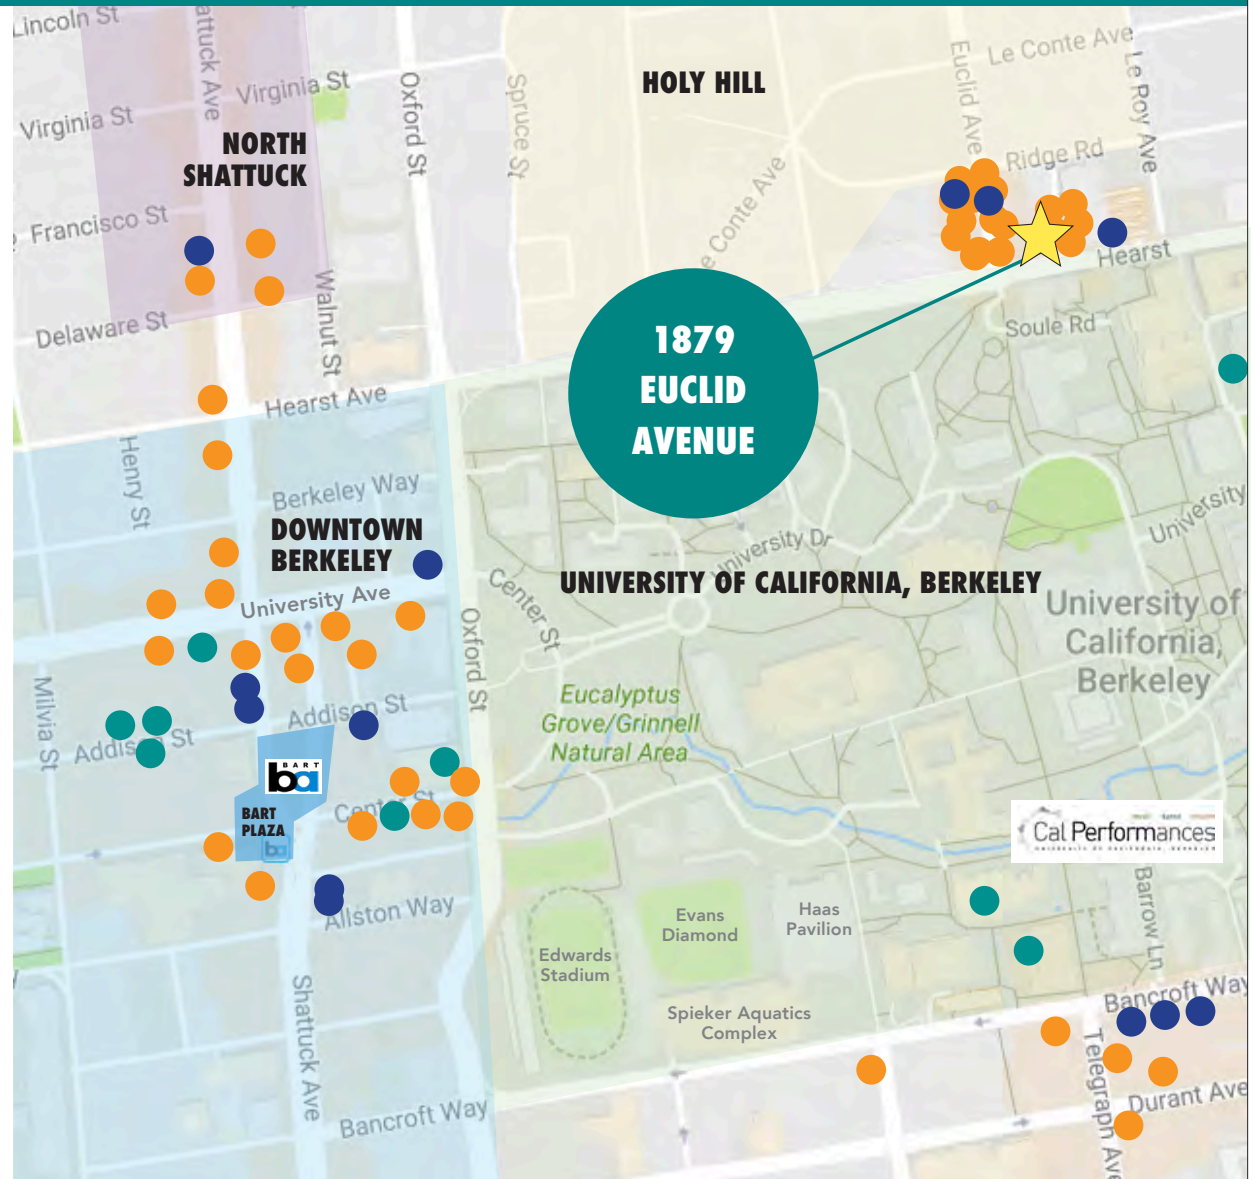 Lincoln St
attuck Ave
Virginia St
Virginia St
Oxford St
Spruce St
HOLY HILL
Euclid Ave
Le Conte Ave
Le Roy Ave
NORTH
SHATTUCK
Ridge Rd
Francisco St
e Conte Ave
Hearst
Walnut St
Delaware St
Soule Rd
1879
EUCLID
AVENUE
Hearst Ave
Henry St
Berkeley Way
DOWNTOWN
BERKELEY
University
University Dr
UNIVERSITY OF CALIFORNIA, BERKELEY
Center St
University Ave
University of
California,
Berkeley
Oxford St
Milvia St
Eucalyptus
Grove/Grinnell
Natural Area
Addison St
Addison St
BART
ba
Center St
BART
PLAZA
ba
Cal Performances
Allston Way
Evans
Diamond
Haas
Pavilion
Barrow Ln
Edwards
Stadium
Shattuck Ave
Bancroft Way
Spieker Aquatics
Complex
Telegraph Ave
Durant Ave
Bancroft Way